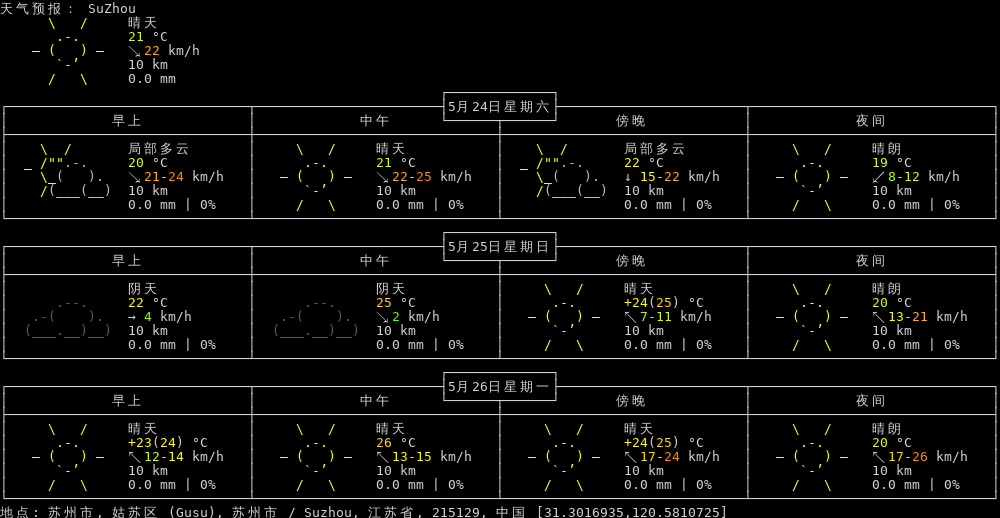 天气预报: SuZhou
晴天
21 °C
↘22 km/h
10 km
0.0 mm
5月24日星期六
早上 中午 傍晚 夜间
局部多云 晴天 局部多云 晴朗
20 °C 21 °C 22 °C 19 °C
↘21-24 km/h ↘22-25 km/h ↓ 15-22 km/h ↙8-12 km/h
10 km 10 km 10 km 10 km
0.0 mm | 0% 0.0 mm | 0% 0.0 mm | 0% 0.0 mm | 0%
5月25日星期日
早上 中午 傍晚 夜间
阴天 阴天 晴天 晴朗
22 °C 25 °C +24(25) °C 20 °C
→ 4 km/h ↘2 km/h ↖7-11 km/h ↖13-21 km/h
10 km 10 km 10 km 10 km
0.0 mm | 0% 0.0 mm | 0% 0.0 mm | 0% 0.0 mm | 0%
5月26日星期一
早上 中午 傍晚 夜间
晴天 晴天 晴天 晴朗
+23(24) °C 26 °C +24(25) °C 20 °C
↖12-14 km/h ↖13-15 km/h ↖17-24 km/h ↖17-26 km/h
10 km 10 km 10 km 10 km
0.0 mm | 0% 0.0 mm | 0% 0.0 mm | 0% 0.0 mm | 0%
地点: 苏州市, 姑苏区 (Gusu), 苏州市 / Suzhou, 江苏省, 215129, 中国 [31.3016935,120.5810725]